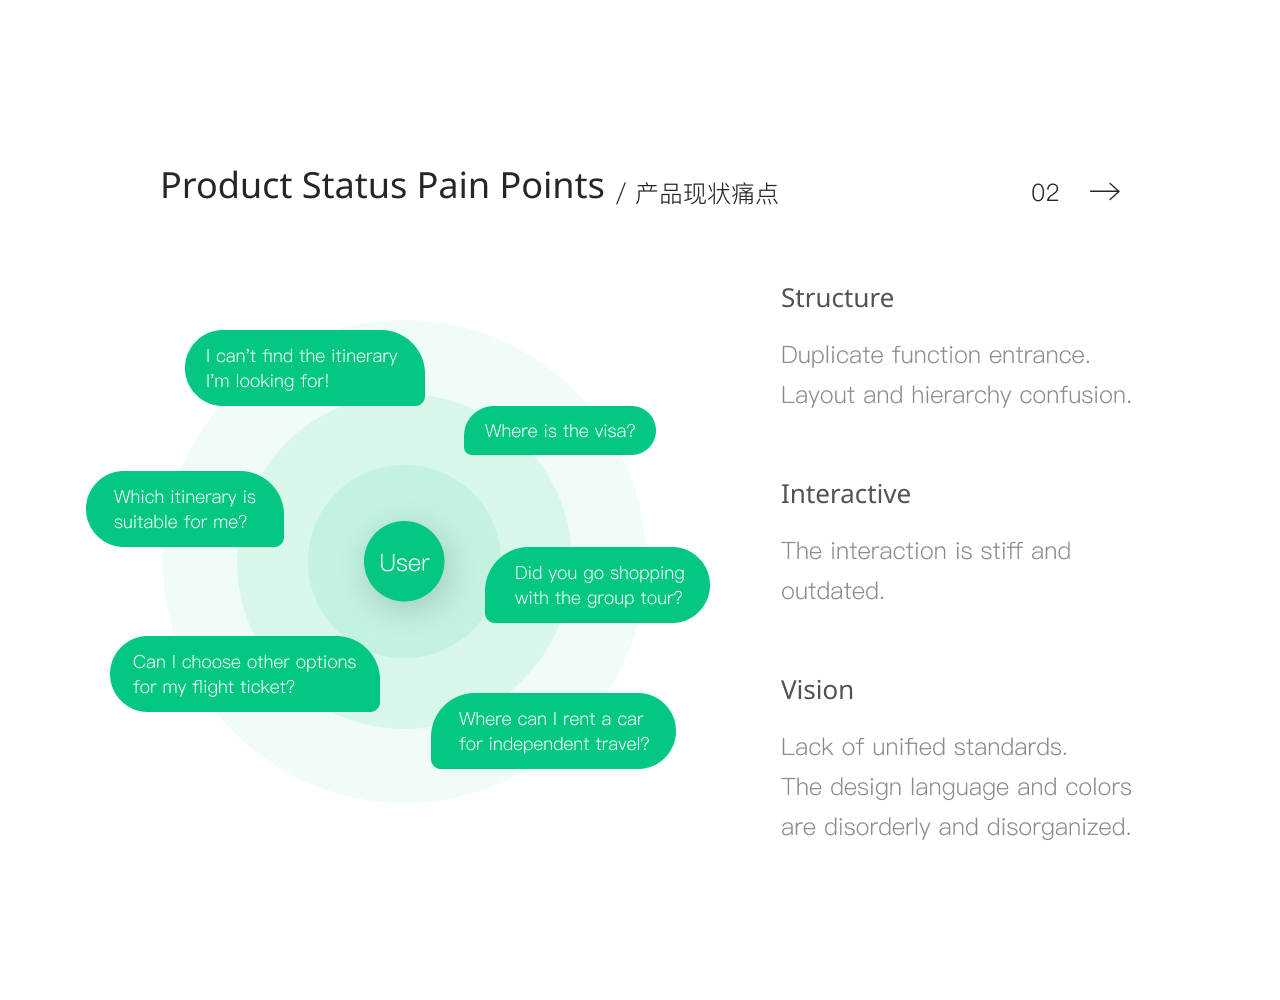 Product Status Pain Points / 产品现状痛点
02
I can't find the itinerary
I'm looking for!
Where is the visa?
Which itinerary is
suitable for me?
User
Did you go shopping
with the group tour?
Can I choose other options
for my flight ticket?
Where can I rent a car
for independent travel?
Structure
Duplicate function entrance.
Layout and hierarchy confusion.
Interactive
The interaction is stiff and
outdated.
Vision
Lack of unified standards.
The design language and colors
are disorderly and disorganized.